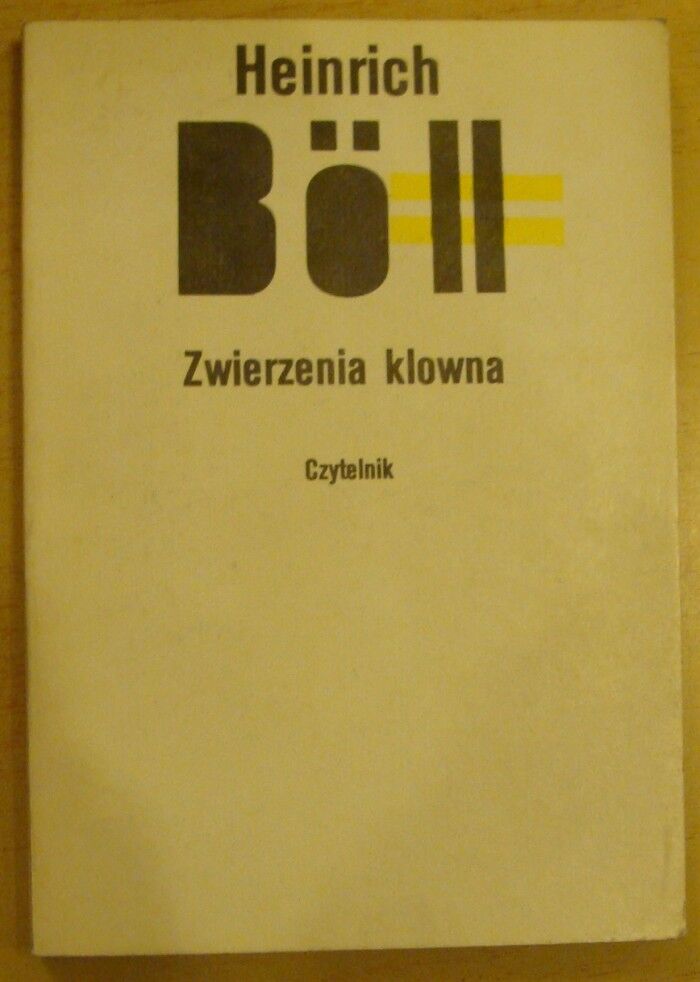 Heinrich
Böll
Zwierzenia klowna
Czytelnik